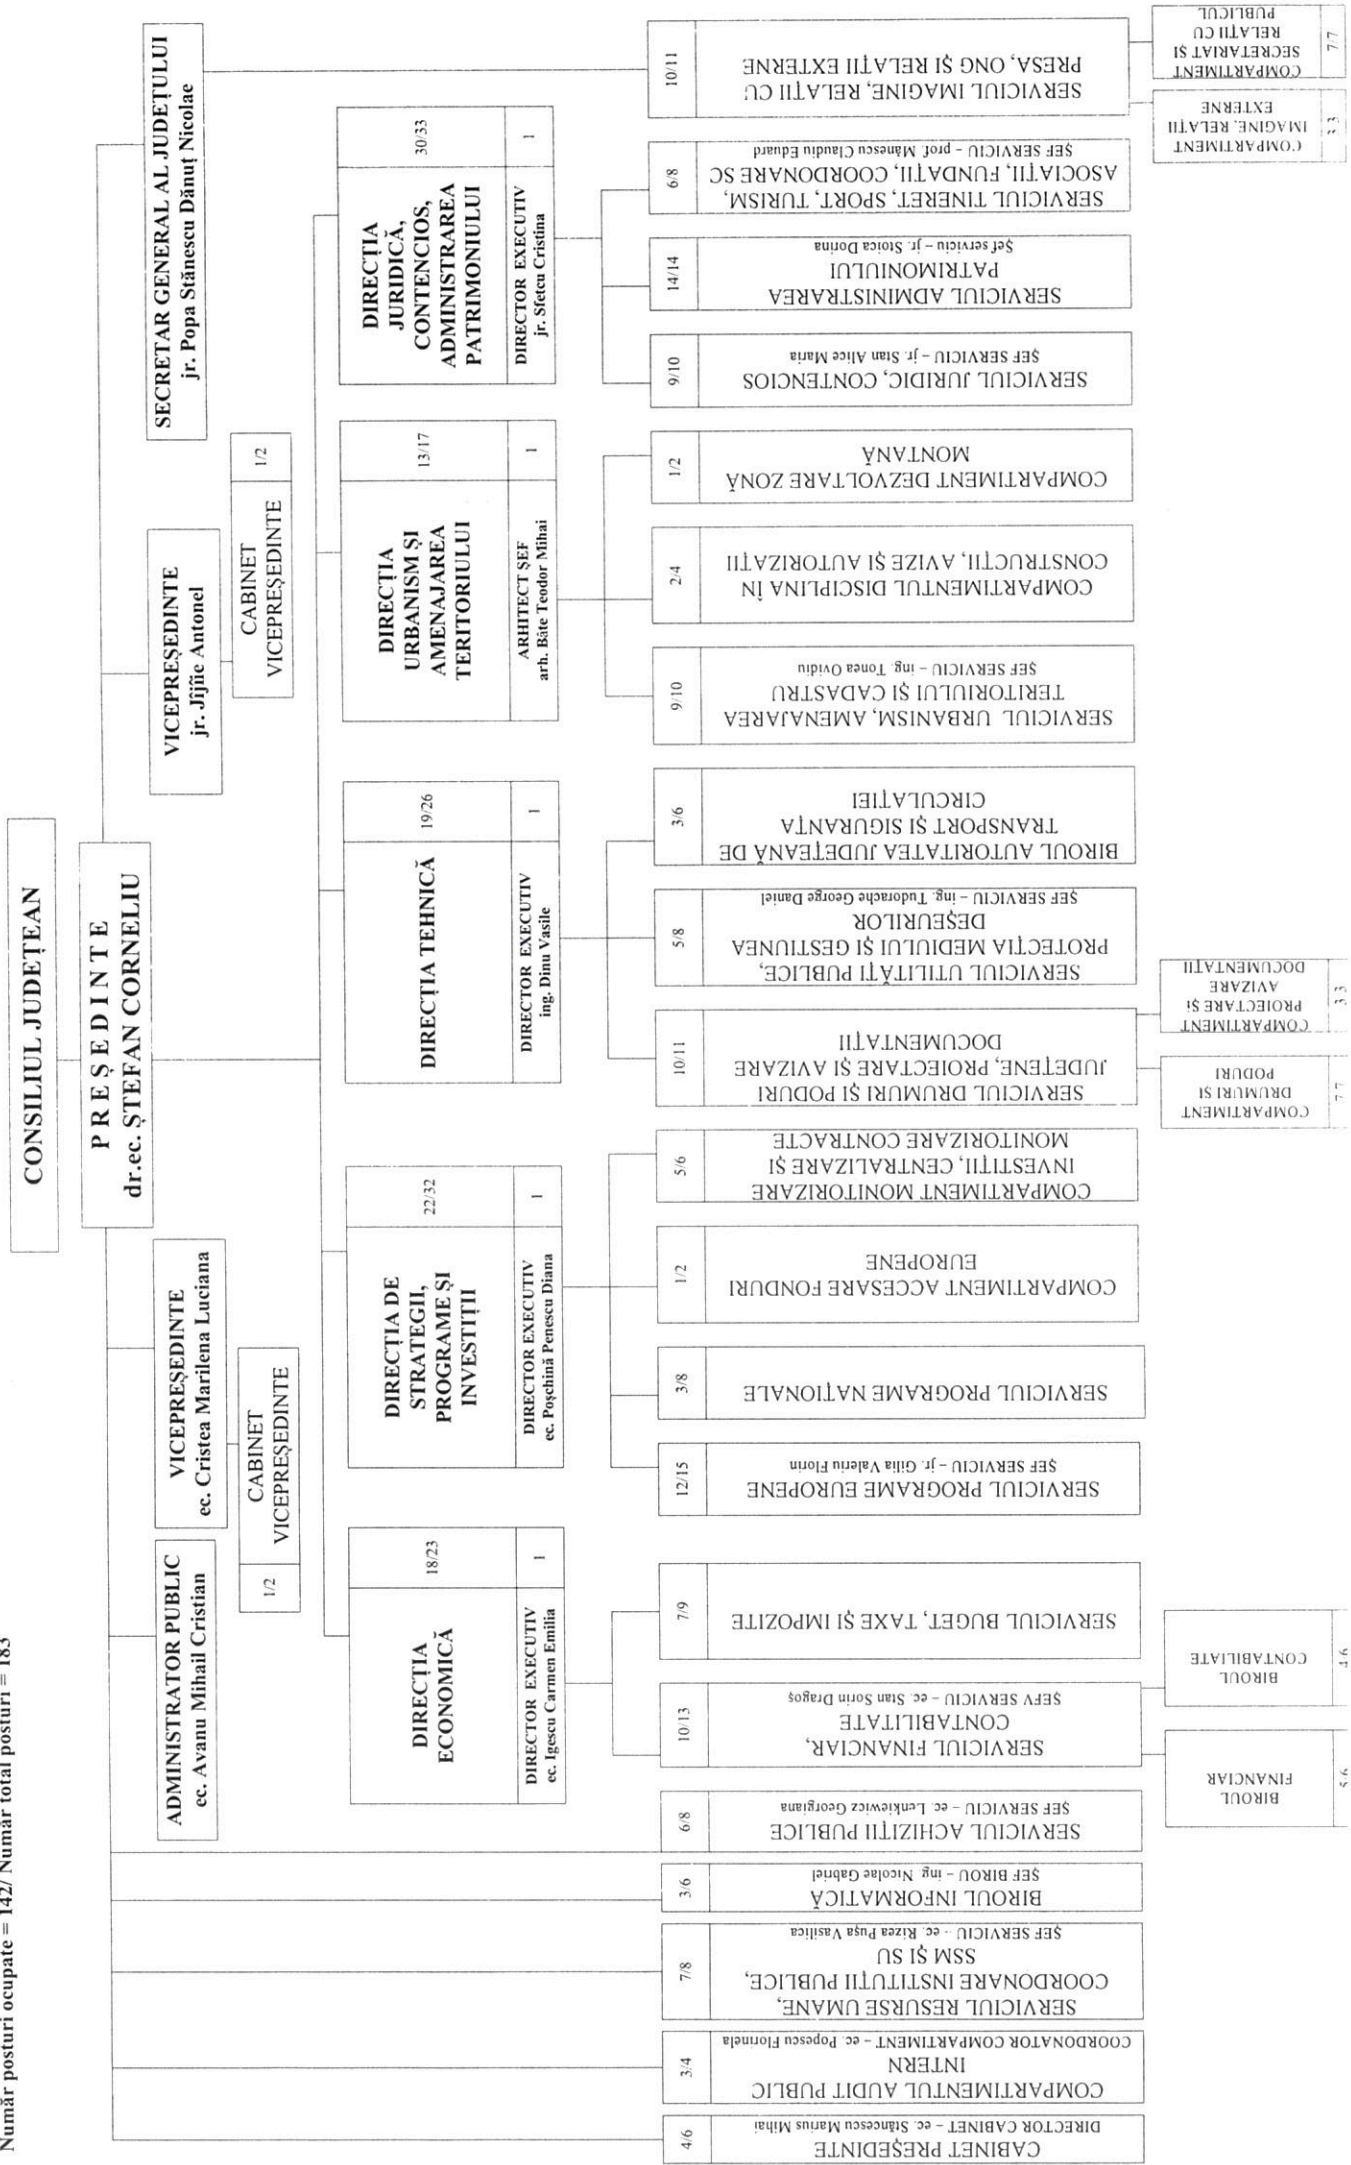 Număr posturi ocupate = 142/ Număr total posturi = 183
CONSILIUL JUDEȚEAN
P R E Ș E D I N T E
dr.ec. ȘTEFAN CORNELIU
ADMINISTRATOR PUBLIC
ec. Avanu Mihail Cristian
VICEPREȘEDINTE
ec. Cristea Marilena Luciana
VICEPREȘEDINTE
jr. Jîjîie Antonel
SECRETAR GENERAL AL JUDEȚULUI
jr. Popa Stănescu Dănuț Nicolae
1/2
CABINET
VICEPREȘEDINTE
CABINET
VICEPREȘEDINTE
1/2
DIRECȚIA
ECONOMICĂ
18/23
DIRECTOR EXECUTIV
ec. Igescu Carmen Emilia
1
DIRECȚIA DE
STRATEGII,
PROGRAME ȘI
INVESTIȚII
22/32
DIRECTOR EXECUTIV
ec. Poșchină Penescu Diana
1
DIRECȚIA TEHNICĂ
19/26
DIRECTOR EXECUTIV
ing. Dinu Vasile
1
DIRECȚIA
URBANISM ȘI
AMENAJAREA
TERITORIULUI
13/17
ARHITECT ȘEF
arh. Bâte Teodor Mihai
1
DIRECȚIA
JURIDICĂ,
CONTENCIOS,
ADMINISTRAREA
PATRIMONIULUI
30/33
DIRECTOR EXECUTIV
jr. Sfetcu Cristina
1
4/6
CABINET PREȘEDINTE
DIRECTOR CABINET – ec. Stăncescu Marius Mihai
3/4
COMPARTIMENTUL AUDIT PUBLIC
INTERN
COORDONATOR COMPARTIMENT – ec. Popescu Florinela
7/8
SERVICIUL RESURSE UMANE,
COORDONARE INSTITUȚII PUBLICE,
SSM ȘI SU
ȘEF SERVICIU – ec. Rizea Pușa Vasilica
3/6
BIROUL INFORMATICĂ
ȘEF BIROU – ing. Nicolae Gabriel
6/8
SERVICIUL ACHIZIȚII PUBLICE
ȘEF SERVICIU – ec. Lenkiewicz Georgiana
10/13
SERVICIUL FINANCIAR,
CONTABILITATE
ȘEFV SERVICIU – ec. Stan Sorin Dragoș
7/9
SERVICIUL BUGET, TAXE ȘI IMPOZITE
12/15
SERVICIUL PROGRAME EUROPENE
ȘEF SERVICIU – jr. Gilia Valeriu Florin
3/8
SERVICIUL PROGRAME NAȚIONALE
1/2
COMPARTIMENT ACCESARE FONDURI
EUROPENE
5/6
COMPARTIMENT MONITORIZARE
INVESTIȚII, CENTRALIZARE ȘI
MONITORIZARE CONTRACTE
10/11
SERVICIUL DRUMURI ȘI PODURI
JUDEȚENE, PROIECTARE ȘI AVIZARE
DOCUMENTAȚII
5/8
SERVICIUL UTILITĂȚI PUBLICE,
PROTECȚIA MEDIULUI ȘI GESTIUNEA
DEȘEURILOR
ȘEF SERVICIU – ing. Tudorache George Daniel
3/6
BIROUL AUTORITATEA JUDEȚEANĂ DE
TRANSPORT ȘI SIGURANȚA
CIRCULAȚIEI
9/10
SERVICIUL URBANISM, AMENAJAREA
TERITORIULUI ȘI CADASTRU
ȘEF SERVICIU – ing. Tonea Ovidiu
2/4
COMPARTIMENTUL DISCIPLINA ÎN
CONSTRUCȚII, AVIZE ȘI AUTORIZAȚII
1/2
COMPARTIMENT DEZVOLTARE ZONĂ
MONTANĂ
9/10
SERVICIUL JURIDIC, CONTENCIOS
ȘEF SERVICIU – jr. Stan Alice Maria
14/14
SERVICIUL ADMINISTRAREA
PATRIMONIULUI
Șef serviciu – jr. Stoica Dorina
6/8
SERVICIUL TINERET, SPORT, TURISM,
ASOCIAȚII, FUNDAȚII, COORDONARE SC
ȘEF SERVICIU – prof. Mănescu Claudiu Eduard
10/11
SERVICIUL IMAGINE, RELAȚII CU
PRESA, ONG ȘI RELAȚII EXTERNE
BIROUL
FINANCIAR
5/6
BIROUL
CONTABILITATE
4/6
COMPARTIMENT
DRUMURI ȘI
PODURI
7/7
COMPARTIMENT
PROIECTARE ȘI
AVIZARE
DOCUMENTAȚII
3/3
COMPARTIMENT
IMAGINE, RELAȚII
EXTERNE
COMPARTIMENT
SECRETARIAT ȘI
RELAȚII CU
PUBLICUL
7/7